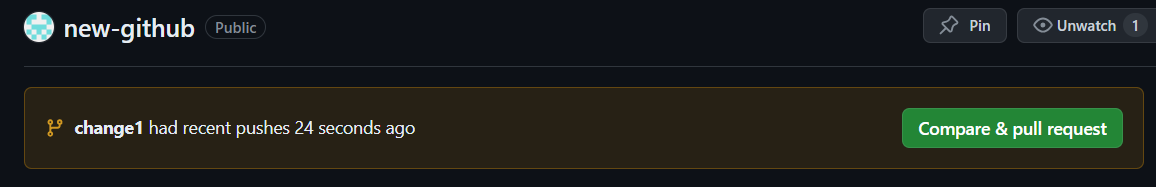 new-github Public Pin Unwatch 1
change1 had recent pushes 24 seconds ago Compare & pull request